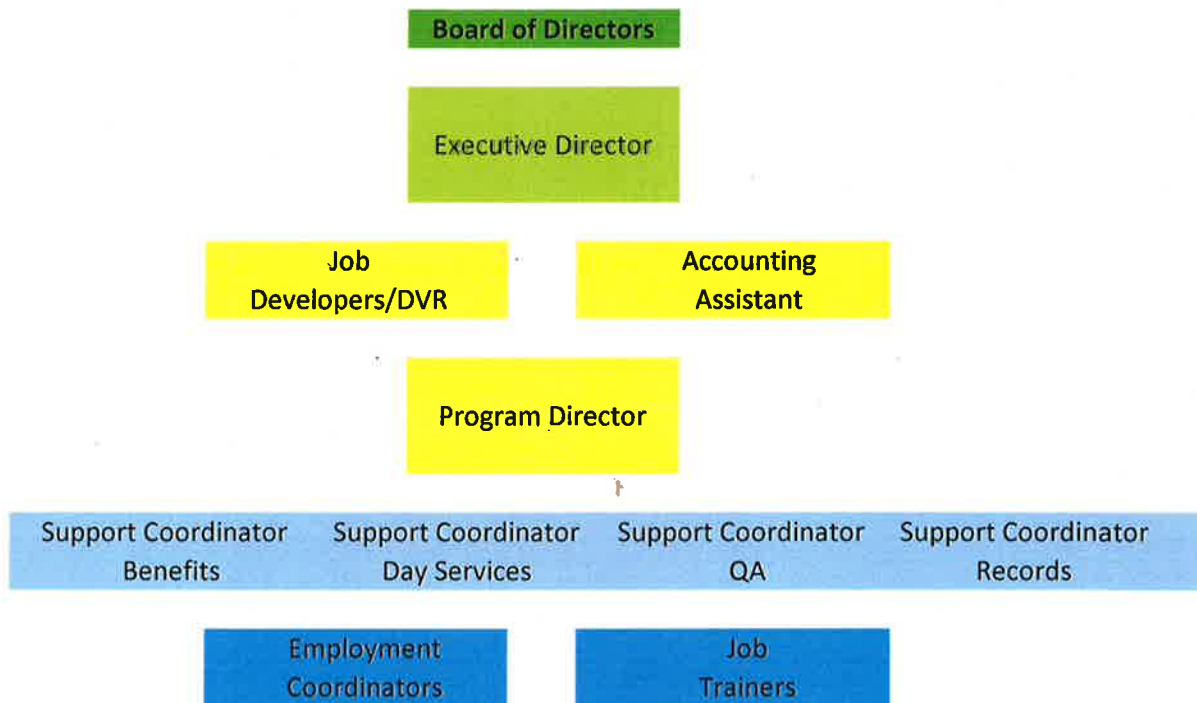 Board of Directors
Executive Director
Job
Developers/DVR
Accounting
Assistant
Program Director
Support Coordinator
Benefits
Support Coordinator
Day Services
Support Coordinator
QA
Support Coordinator
Records
Employment
Coordinators
Job
Trainers